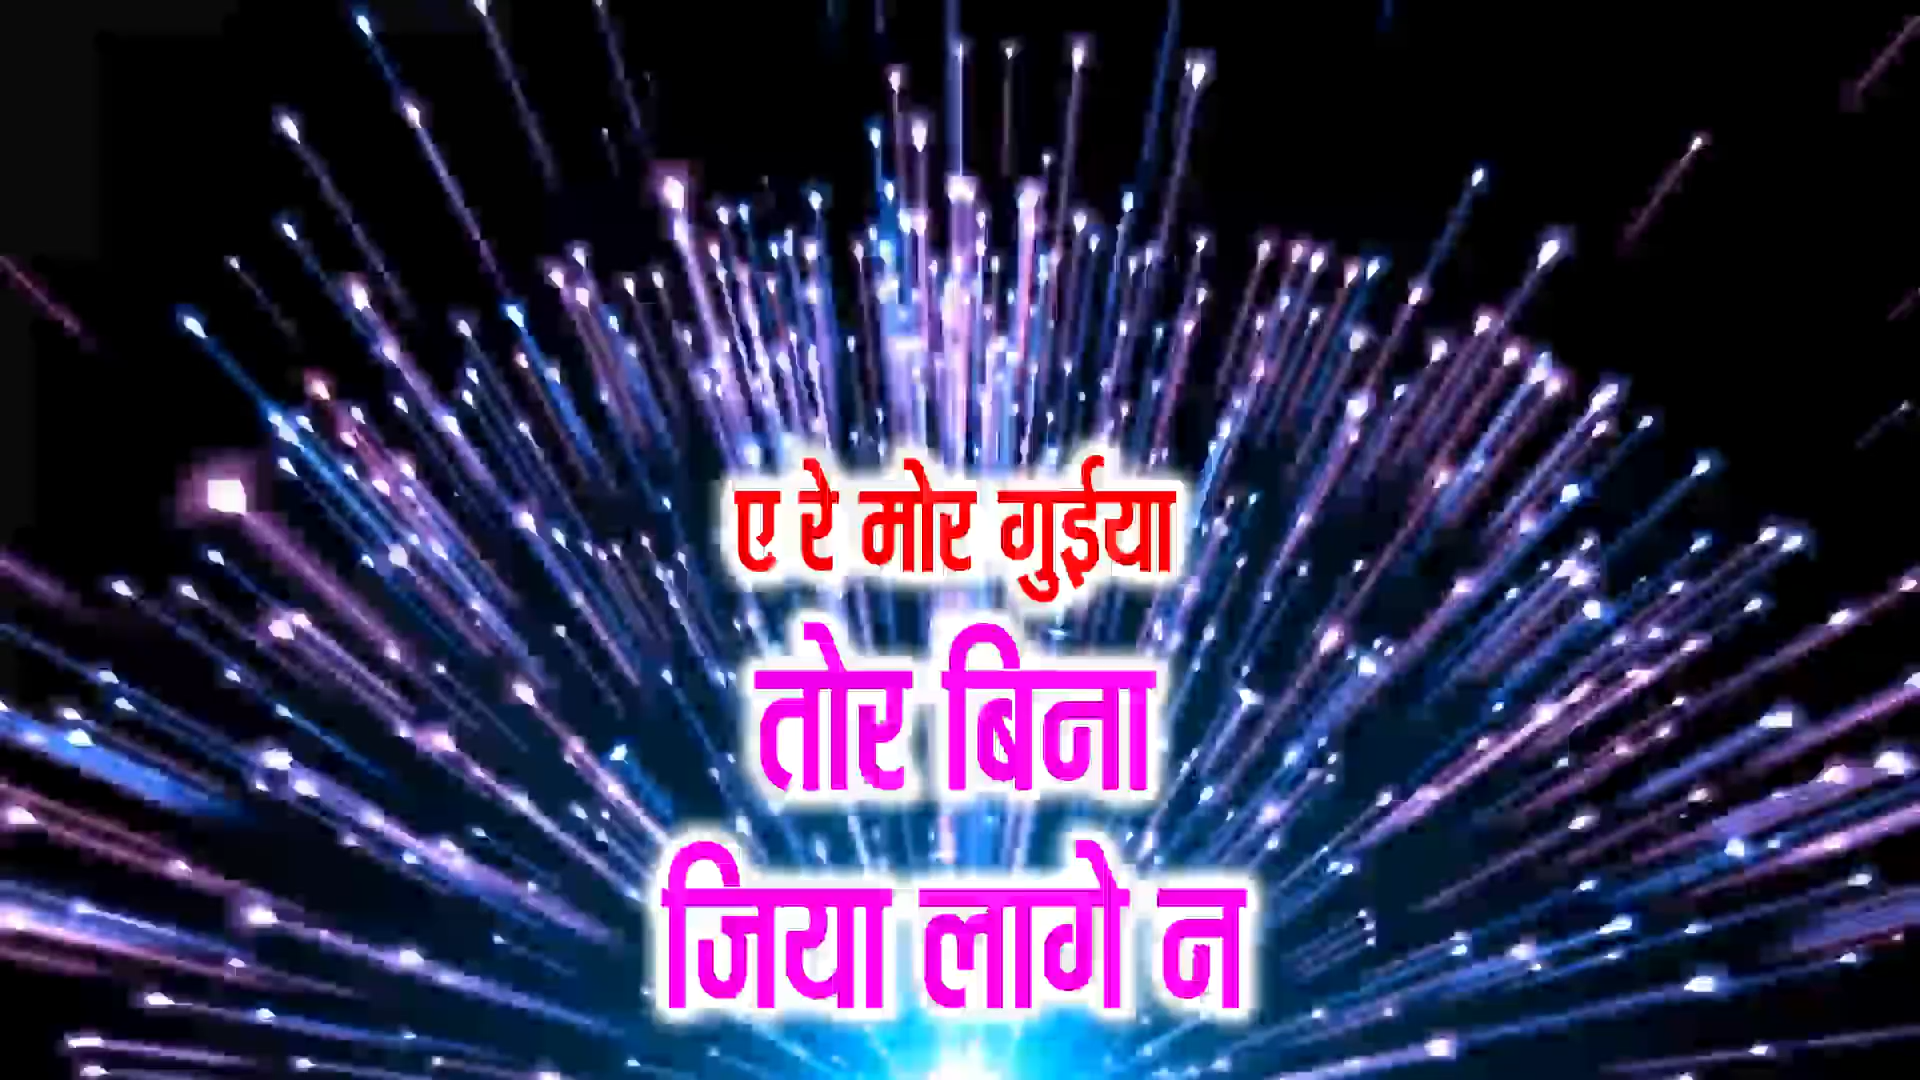 ए रे मोर गुईया
तोर बिना
जिया लागे न